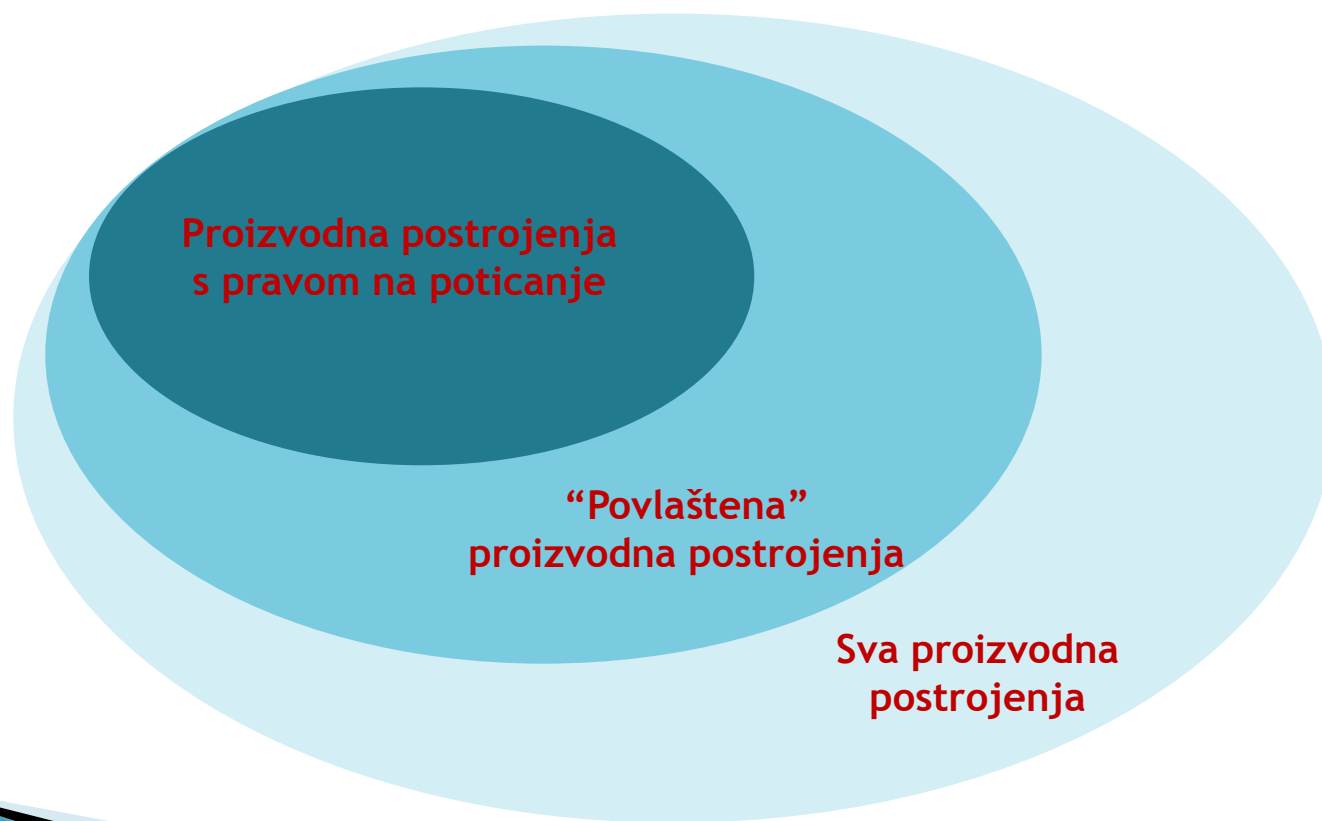 Proizvodna postrojenja
s pravom na poticanje
“Povlaštena”
proizvodna postrojenja
Sva proizvodna
postrojenja